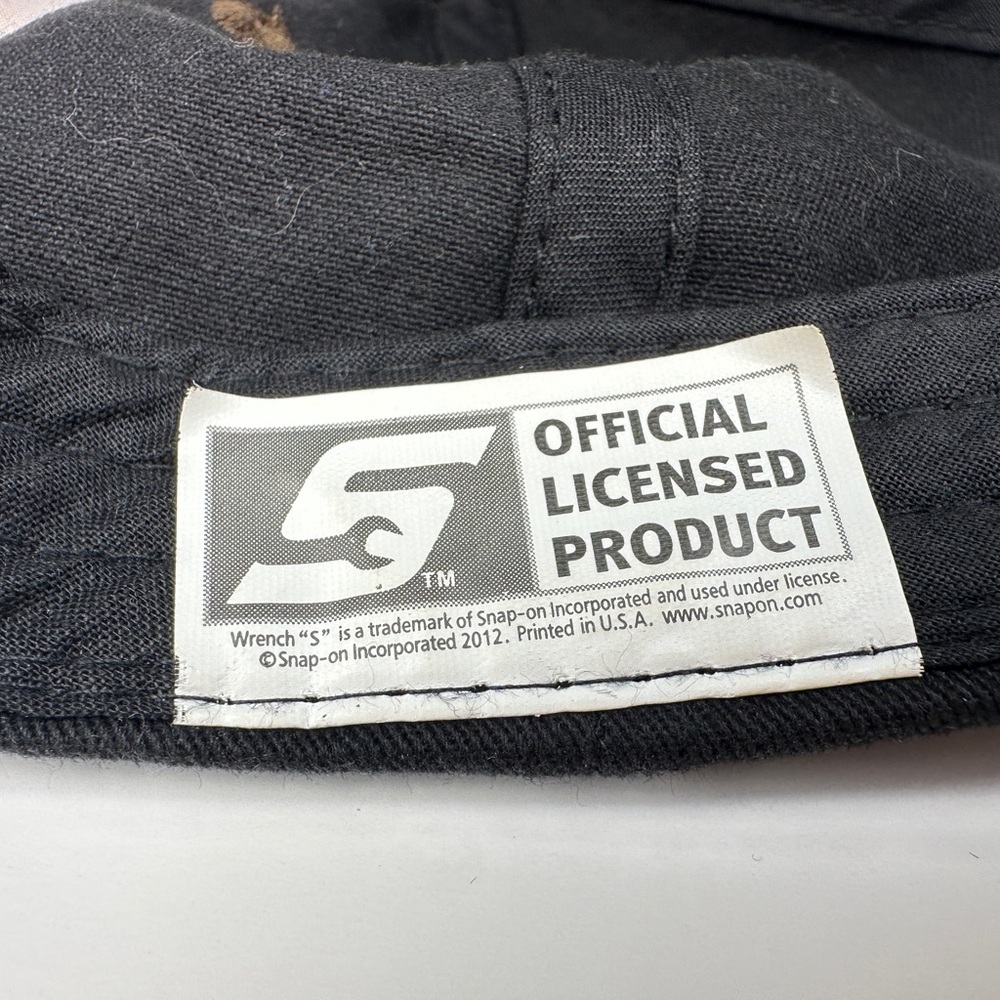 S TM
OFFICIAL
LICENSED
PRODUCT
Wrench "S" is a trademark of Snap-on Incorporated and used under license.
©Snap-on Incorporated 2012. Printed in U.S.A. www.snapon.com